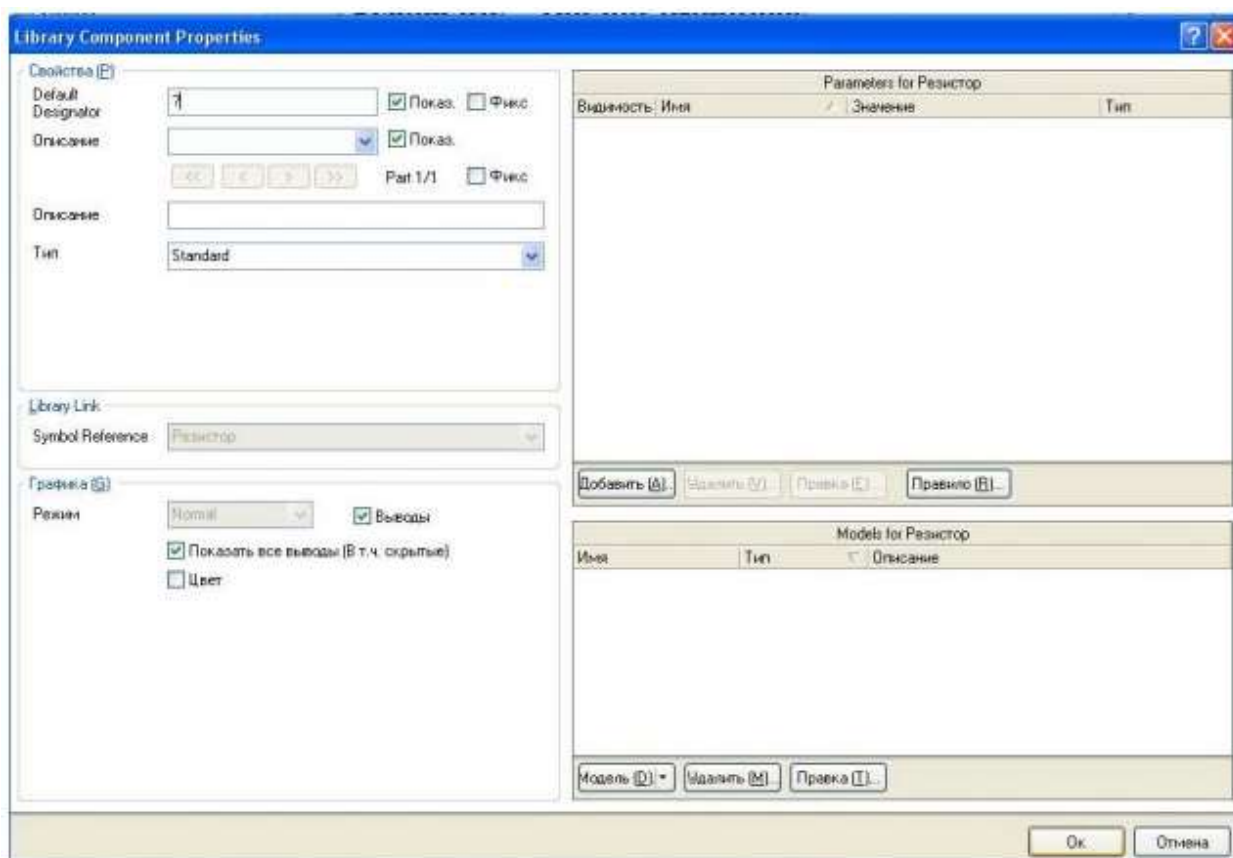 Library Component Properties
Свойства (P)
Default Designator
?
Показ.
Фикс
Описание
Показ.
<<
<
>
>>
Part 1/1
Фикс
Описание
Тип
Standard
Library Link
Symbol Reference
Резистор
Графика (G)
Режим
Normal
Выводы
Показать все выводы (В т.ч. скрытые)
Цвет
Parameters for Резистор
Видимость Имя Значение Тип
Добавить (A)...
Удалить (V)...
Правка (E)...
Правило (R)...
Models for Резистор
Имя Тип Описание
Модель (D)
Удалить (M)...
Правка (T)...
Ок
Отмена